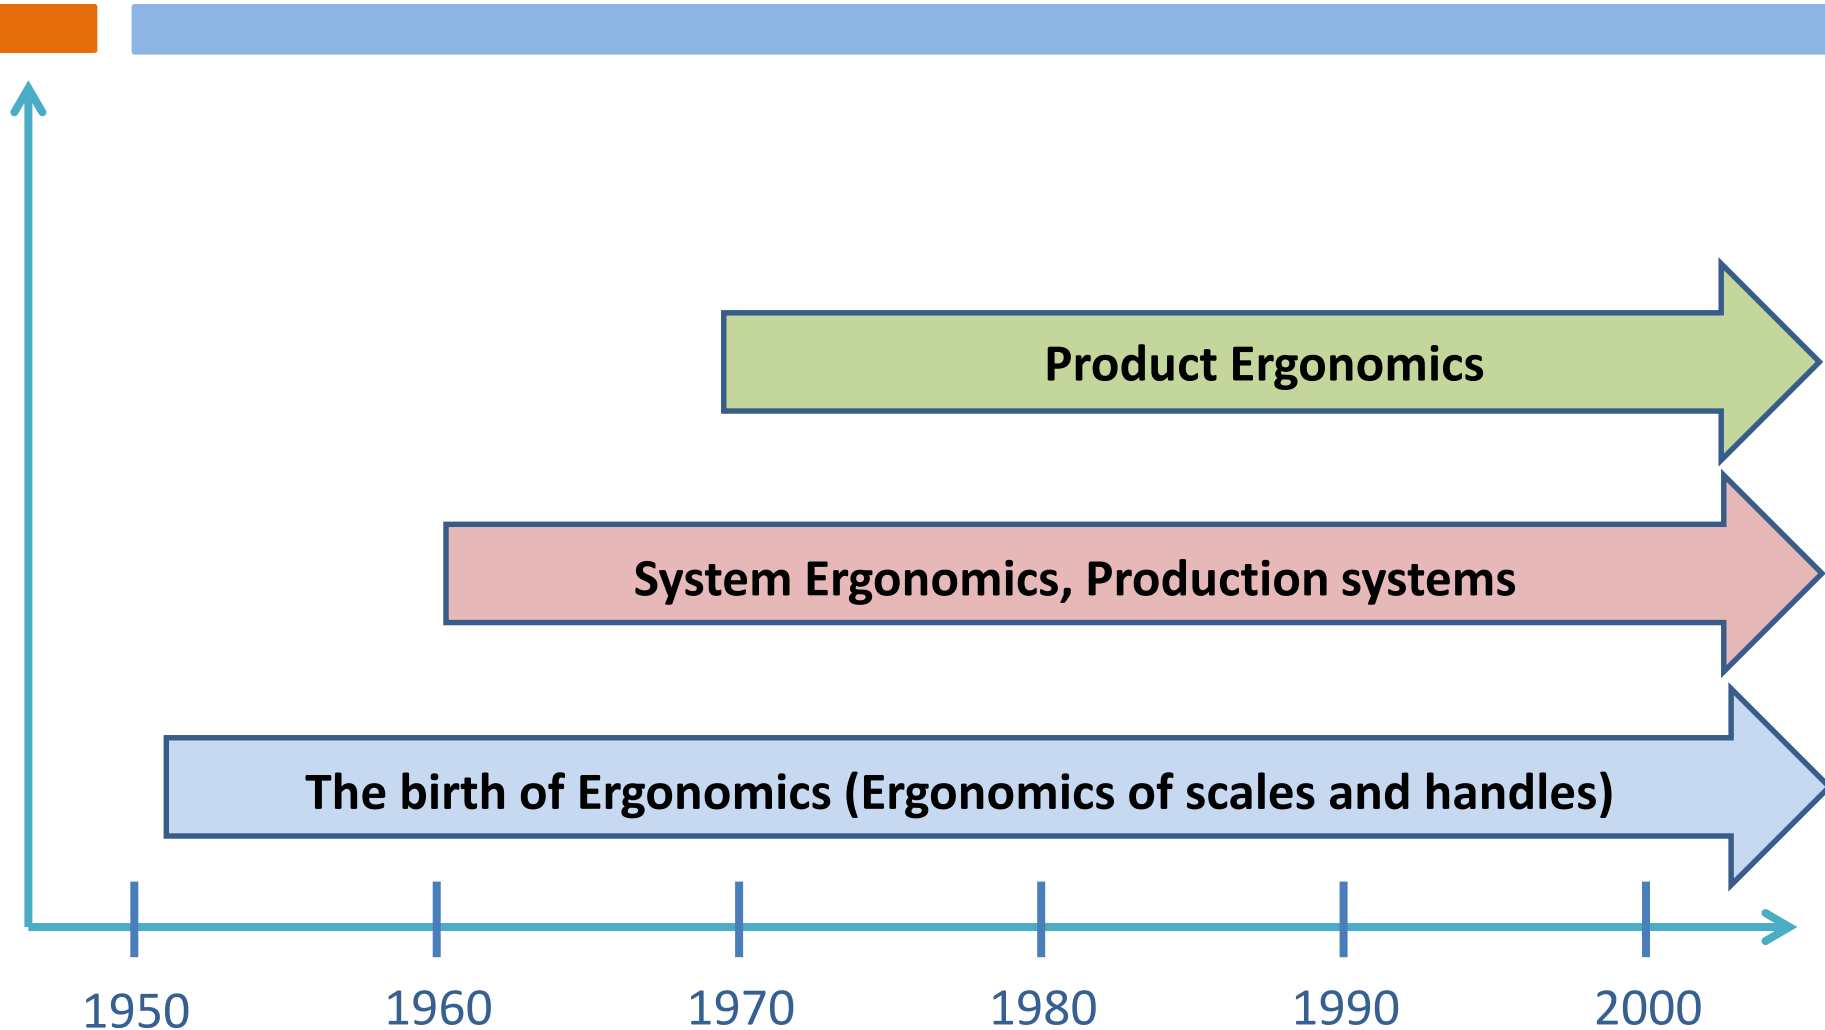 Product Ergonomics
System Ergonomics, Production systems
The birth of Ergonomics (Ergonomics of scales and handles)
1950 1960 1970 1980 1990 2000